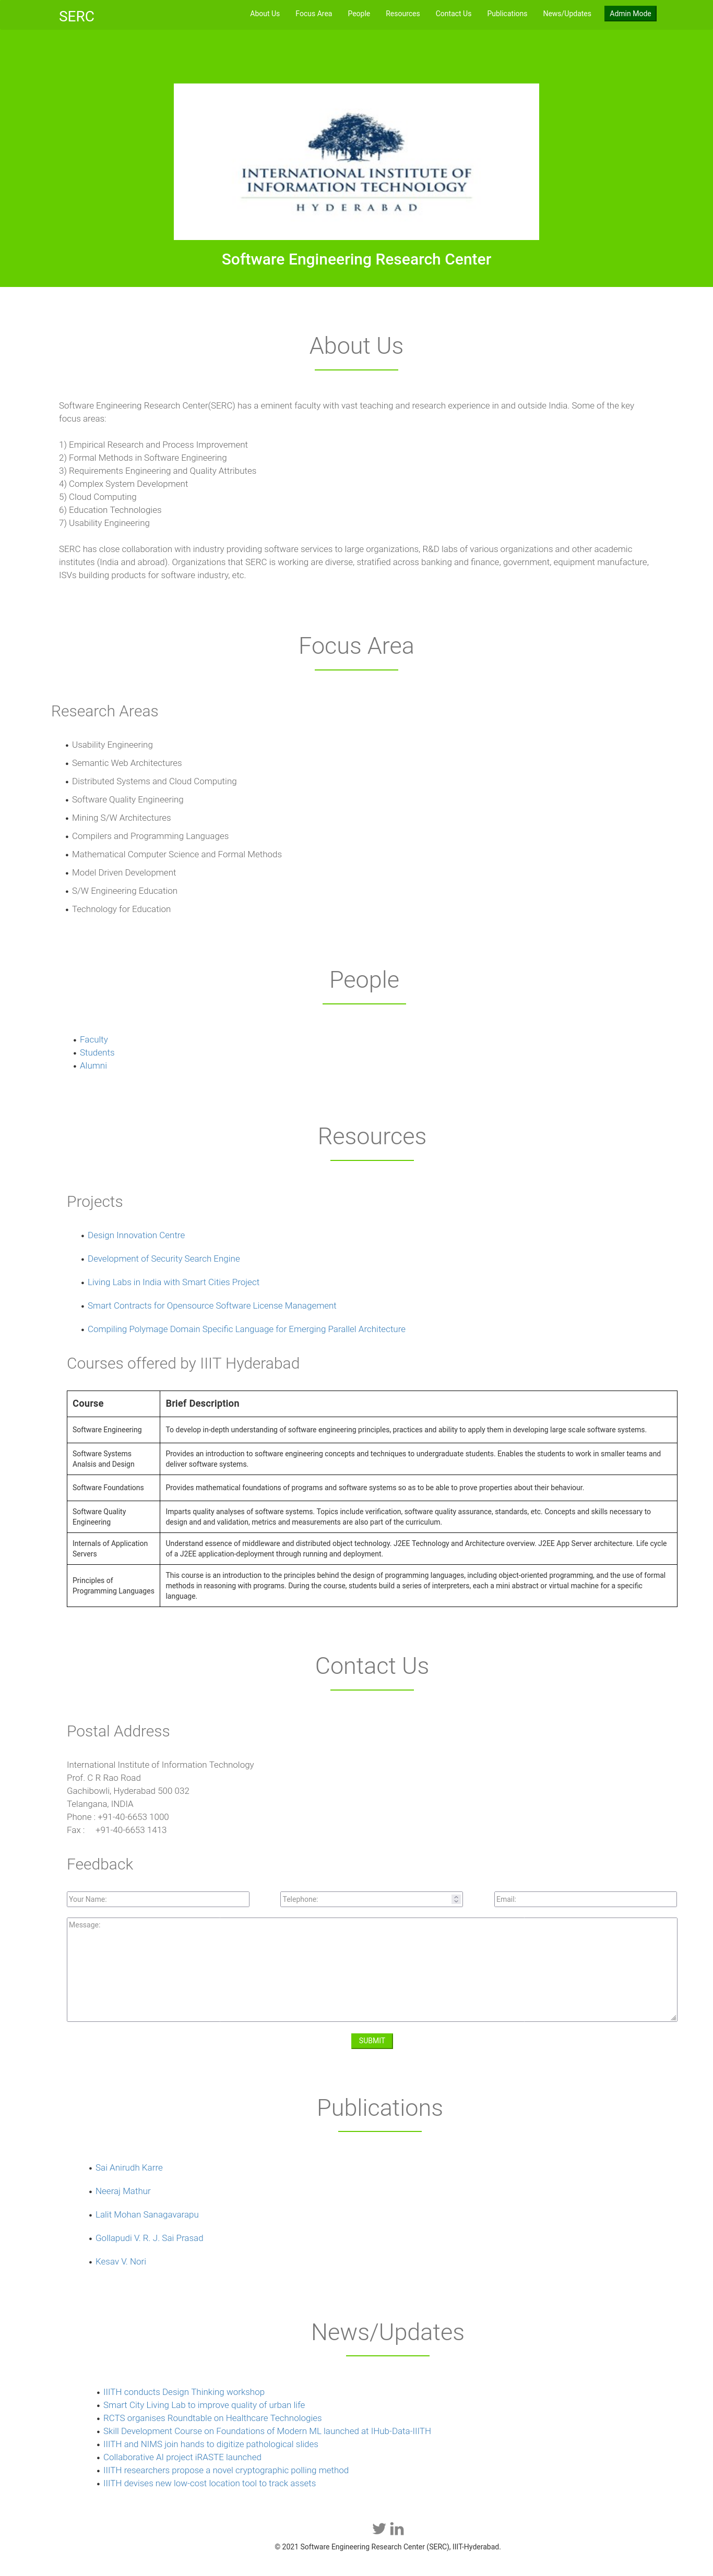 SERC
About Us Focus Area People Resources Contact Us Publications News/Updates Admin Mode
INTERNATIONAL INSTITUTE OF
INFORMATION TECHNOLOGY
HYDERABAD
Software Engineering Research Center
About Us
Software Engineering Research Center(SERC) has a eminent faculty with vast teaching and research experience in and outside India. Some of the key
focus areas:
1) Empirical Research and Process Improvement
2) Formal Methods in Software Engineering
3) Requirements Engineering and Quality Attributes
4) Complex System Development
5) Cloud Computing
6) Education Technologies
7) Usability Engineering
SERC has close collaboration with industry providing software services to large organizations, R&D labs of various organizations and other academic
institutes (India and abroad). Organizations that SERC is working are diverse, stratified across banking and finance, government, equipment manufacture,
ISVs building products for software industry, etc.
Focus Area
Research Areas
• Usability Engineering
• Semantic Web Architectures
• Distributed Systems and Cloud Computing
• Software Quality Engineering
• Mining S/W Architectures
• Compilers and Programming Languages
• Mathematical Computer Science and Formal Methods
• Model Driven Development
• S/W Engineering Education
• Technology for Education
People
• Faculty
• Students
• Alumni
Resources
Projects
• Design Innovation Centre
• Development of Security Search Engine
• Living Labs in India with Smart Cities Project
• Smart Contracts for Opensource Software License Management
• Compiling Polymage Domain Specific Language for Emerging Parallel Architecture
Courses offered by IIIT Hyderabad
Course Brief Description
Software Engineering To develop in-depth understanding of software engineering principles, practices and ability to apply them in developing large scale software systems.
Software Systems
Analsis and Design
Provides an introduction to software engineering concepts and techniques to undergraduate students. Enables the students to work in smaller teams and
deliver software systems.
Software Foundations Provides mathematical foundations of programs and software systems so as to be able to prove properties about their behaviour.
Software Quality
Engineering
Imparts quality analyses of software systems. Topics include verification, software quality assurance, standards, etc. Concepts and skills necessary to
design and and validation, metrics and measurements are also part of the curriculum.
Internals of Application
Servers
Understand essence of middleware and distributed object technology. J2EE Technology and Architecture overview. J2EE App Server architecture. Life cycle
of a J2EE application-deployment through running and deployment.
Principles of
Programming Languages
This course is an introduction to the principles behind the design of programming languages, including object-oriented programming, and the use of formal
methods in reasoning with programs. During the course, students build a series of interpreters, each a mini abstract or virtual machine for a specific
language.
Contact Us
Postal Address
International Institute of Information Technology
Prof. C R Rao Road
Gachibowli, Hyderabad 500 032
Telangana, INDIA
Phone : +91-40-6653 1000
Fax : +91-40-6653 1413
Feedback
Your Name: Telephone: Email:
Message:
SUBMIT
Publications
• Sai Anirudh Karre
• Neeraj Mathur
• Lalit Mohan Sanagavarapu
• Gollapudi V. R. J. Sai Prasad
• Kesav V. Nori
News/Updates
• IIITH conducts Design Thinking workshop
• Smart City Living Lab to improve quality of urban life
• RCTS organises Roundtable on Healthcare Technologies
• Skill Development Course on Foundations of Modern ML launched at IHub-Data-IIITH
• IIITH and NIMS join hands to digitize pathological slides
• Collaborative AI project iRASTE launched
• IIITH researchers propose a novel cryptographic polling method
• IIITH devises new low-cost location tool to track assets
© 2021 Software Engineering Research Center (SERC), IIIT-Hyderabad.